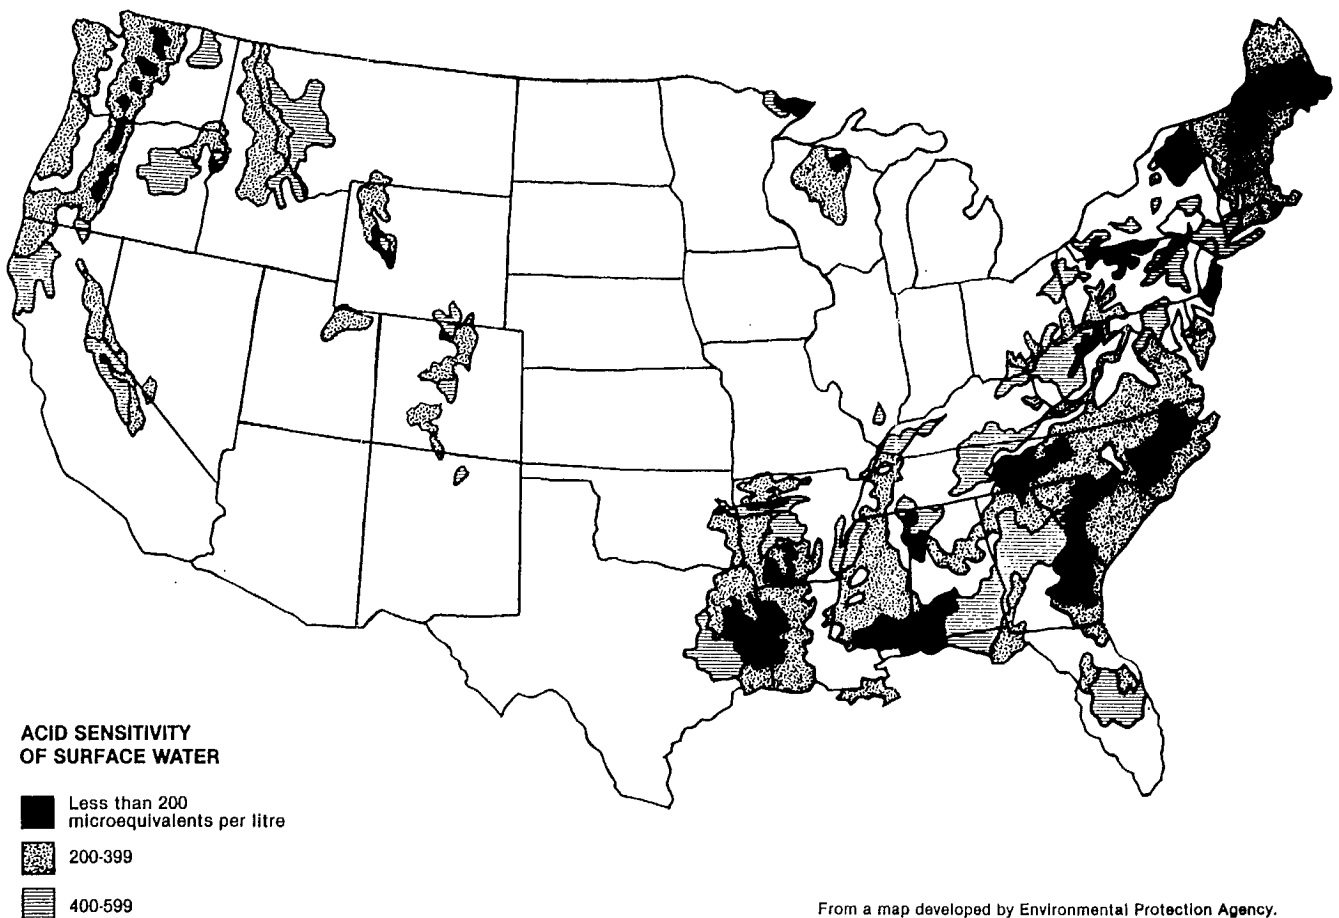 ACID SENSITIVITY
OF SURFACE WATER
Less than 200
microequivalents per litre
200-399
400-599
From a map developed by Environmental Protection Agency.